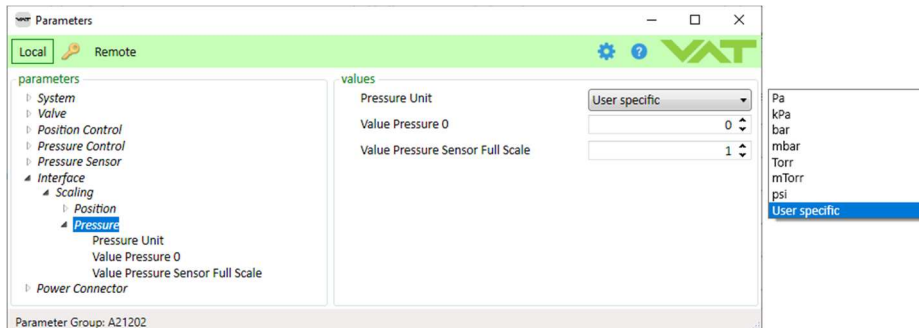 VAT Parameters
Local Remote VAT
parameters
System
Valve
Position Control
Pressure Control
Pressure Sensor
Interface
Scaling
Position
Pressure
Pressure Unit
Value Pressure 0
Value Pressure Sensor Full Scale
Power Connector
values
Pressure Unit User specific
Value Pressure 0 0
Value Pressure Sensor Full Scale 1
Pa
kPa
bar
mbar
Torr
mTorr
psi
User specific
Parameter Group: A21202